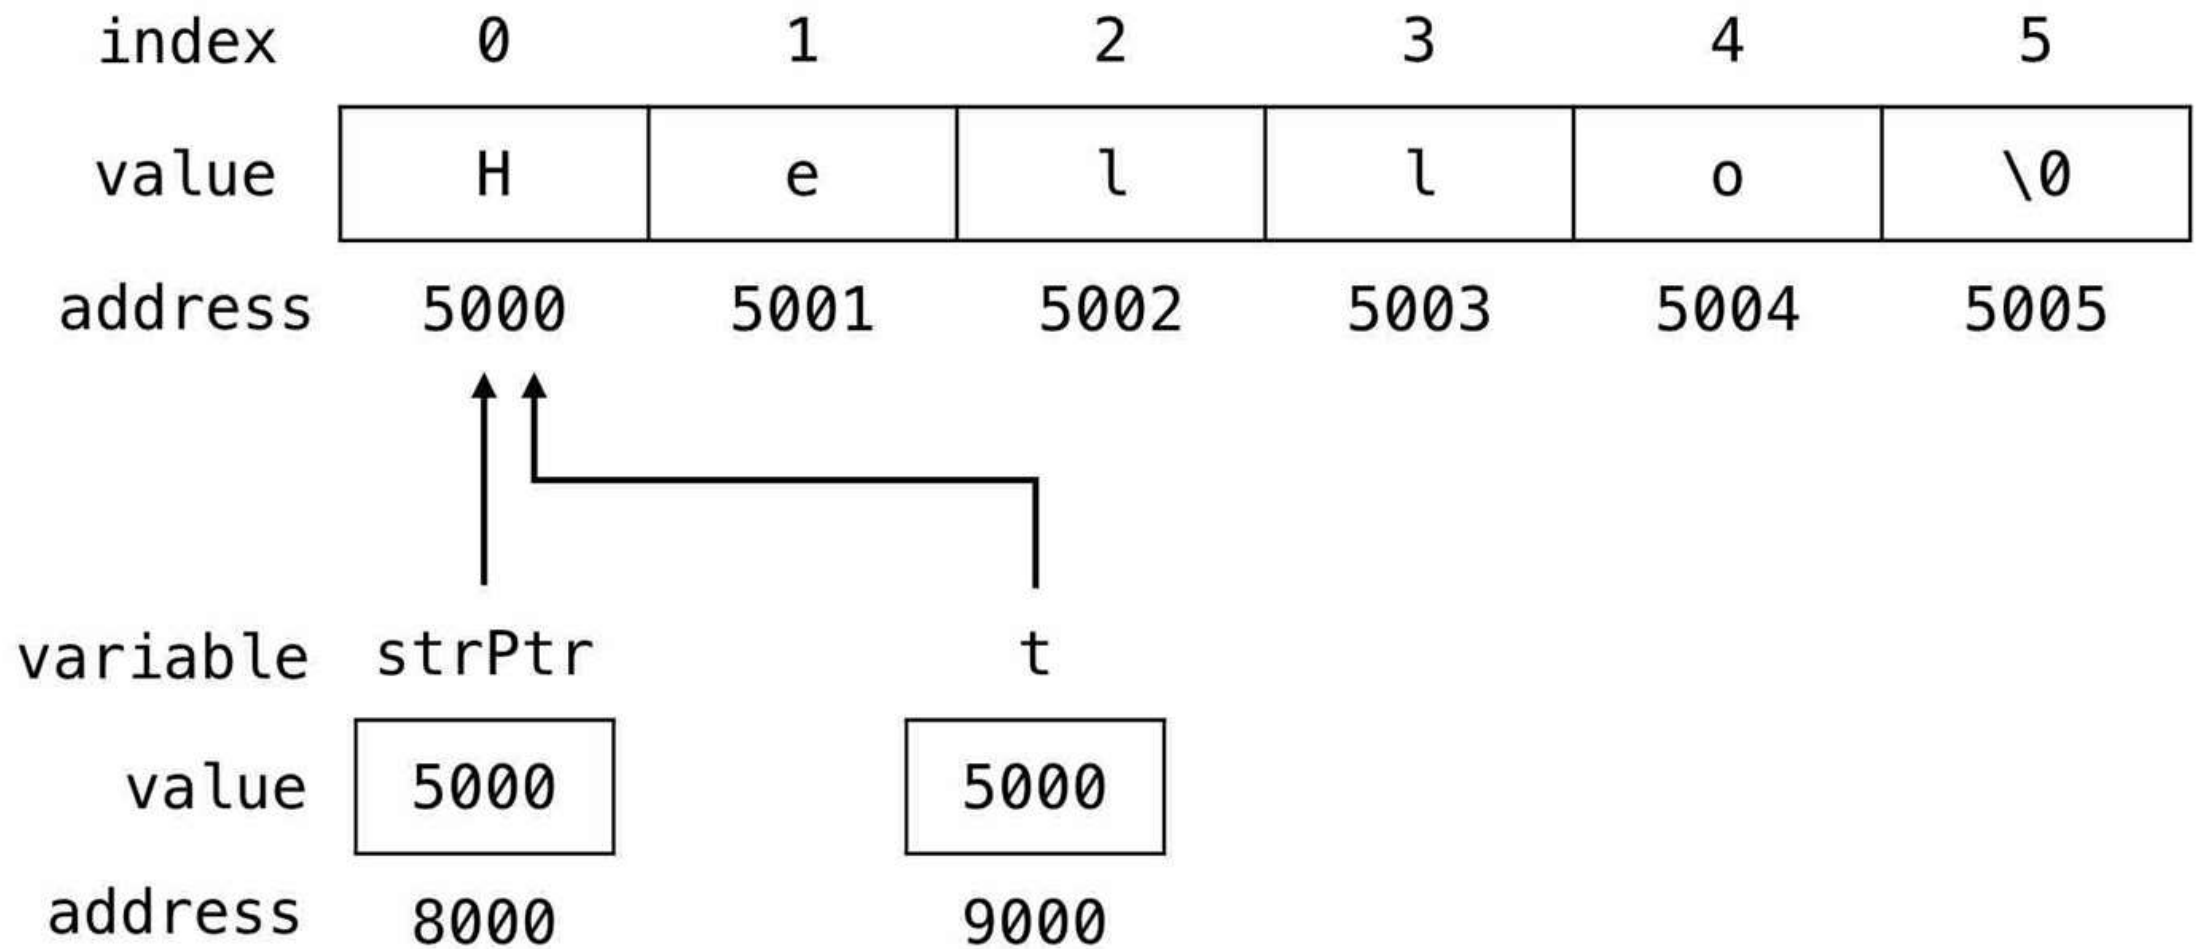 index 0 1 2 3 4 5
value H e l l o \0
address 5000 5001 5002 5003 5004 5005
variable strPtr t
value 5000 5000
address 8000 9000